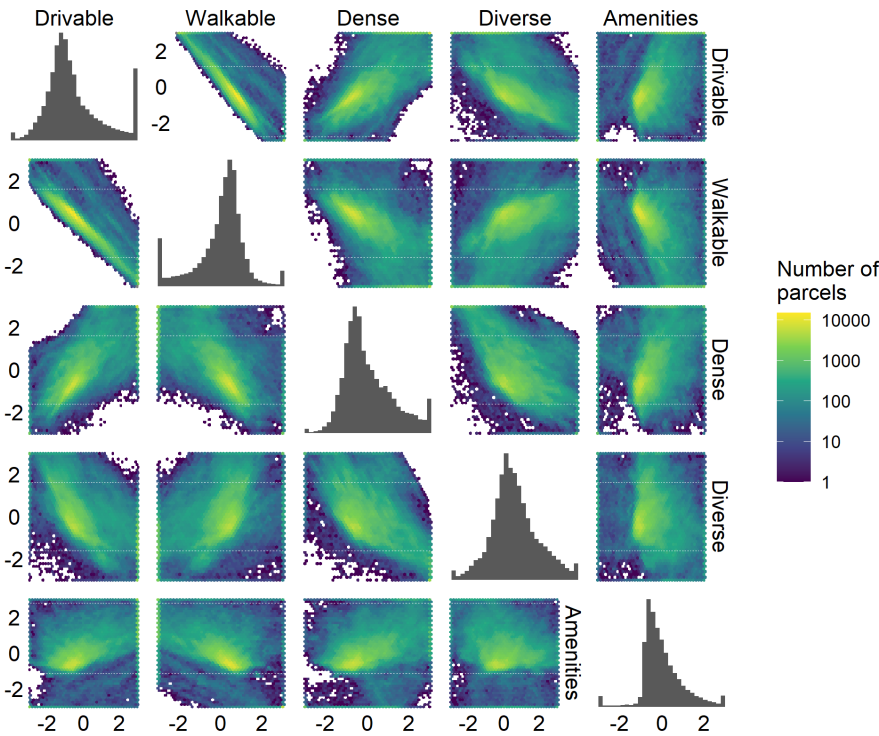 Drivable Walkable Dense Diverse Amenities
2
0
-2
Drivable
2
0
-2
Walkable
Number of
parcels
10000
1000
100
10
1
2
0
-2
Dense
2
0
-2
Diverse
2
0
-2
Amenities
-2 0 2 -2 0 2 -2 0 2 -2 0 2 -2 0 2